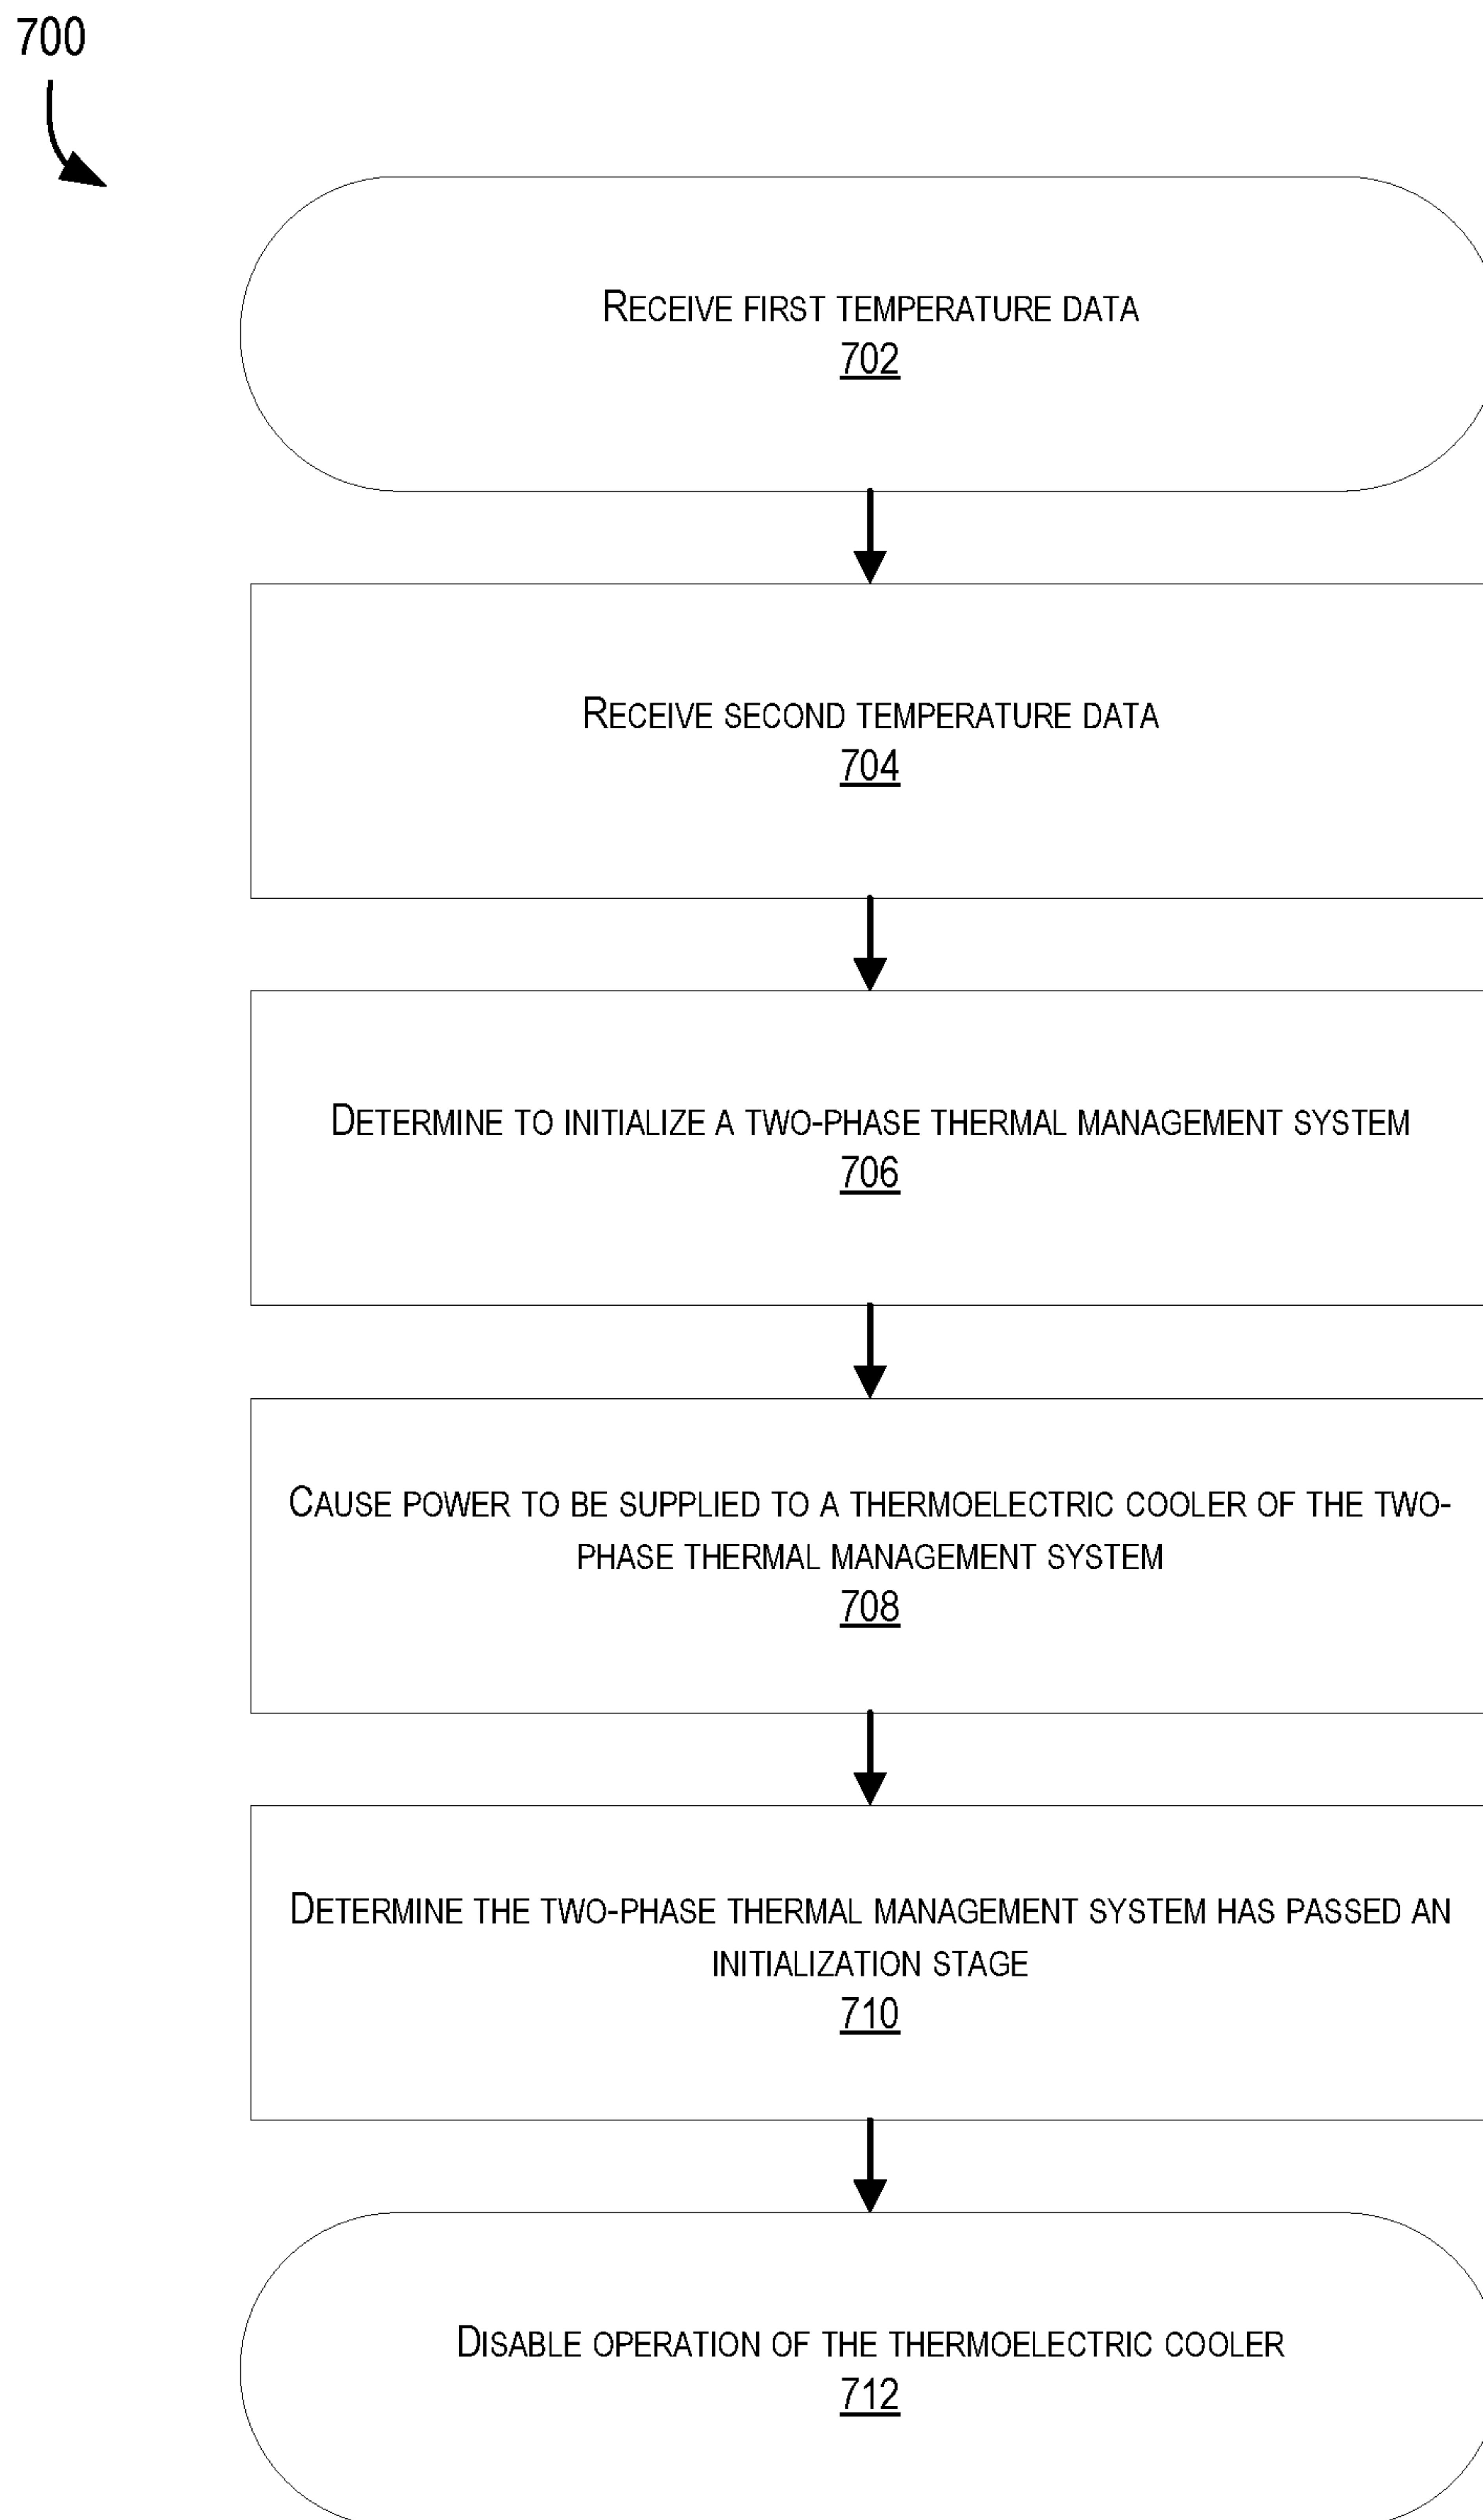 700
Receive first temperature data
702
Receive second temperature data
704
Determine to initialize a two-phase thermal management system
706
Cause power to be supplied to a thermoelectric cooler of the two-
phase thermal management system
708
Determine the two-phase thermal management system has passed an
initialization stage
710
Disable operation of the thermoelectric cooler
712